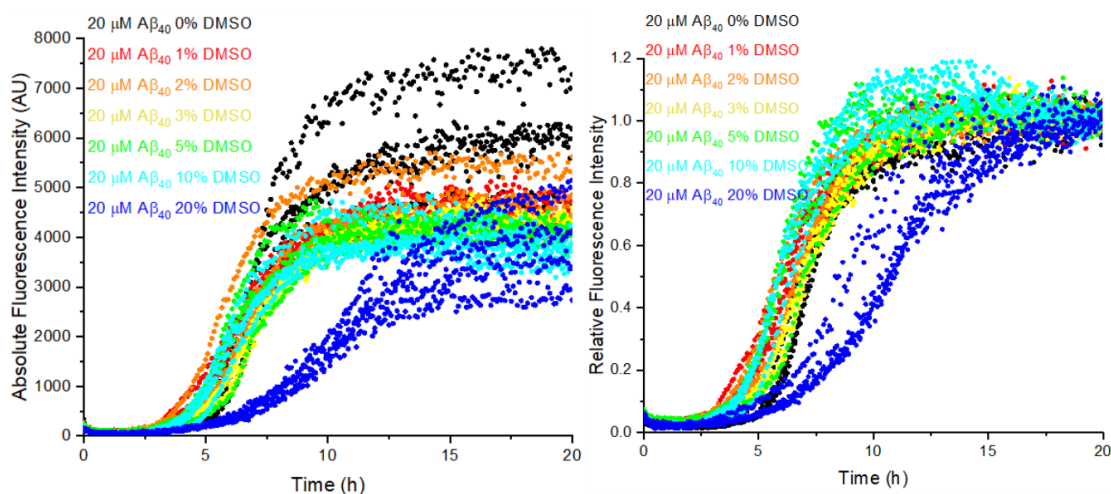 20 μM Aβ40 0% DMSO
20 μM Aβ40 1% DMSO
20 μM Aβ40 2% DMSO
20 μM Aβ40 3% DMSO
20 μM Aβ40 5% DMSO
20 μM Aβ40 10% DMSO
20 μM Aβ40 20% DMSO
Absolute Fluorescence Intensity (AU)
8000
7000
6000
5000
4000
3000
2000
1000
0
0 5 10 15 20
Time (h)
20 μM Aβ40 0% DMSO
20 μM Aβ40 1% DMSO
20 μM Aβ40 2% DMSO
20 μM Aβ40 3% DMSO
20 μM Aβ40 5% DMSO
20 μM Aβ40 10% DMSO
20 μM Aβ40 20% DMSO
Relative Fluorescence Intensity
1.2
1.0
0.8
0.6
0.4
0.2
0.0
0 5 10 15 20
Time (h)